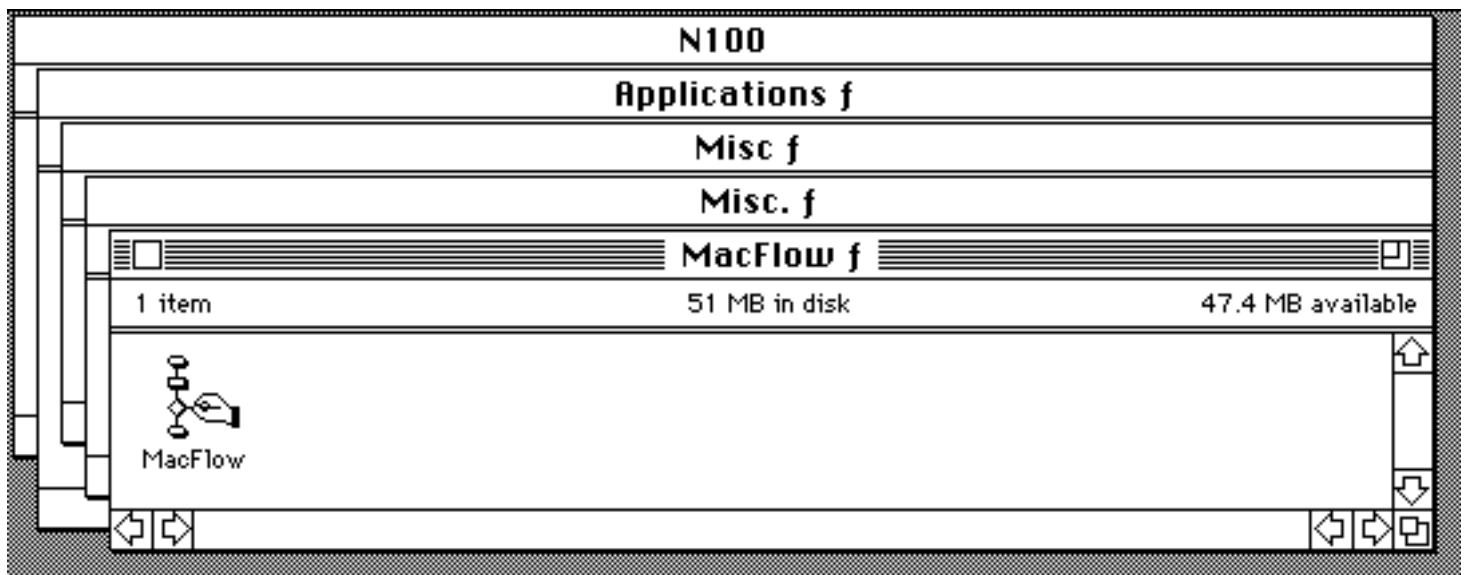 N100
Applications ƒ
Misc ƒ
Misc. ƒ
MacFlow ƒ
1 item 51 MB in disk 47.4 MB available
MacFlow